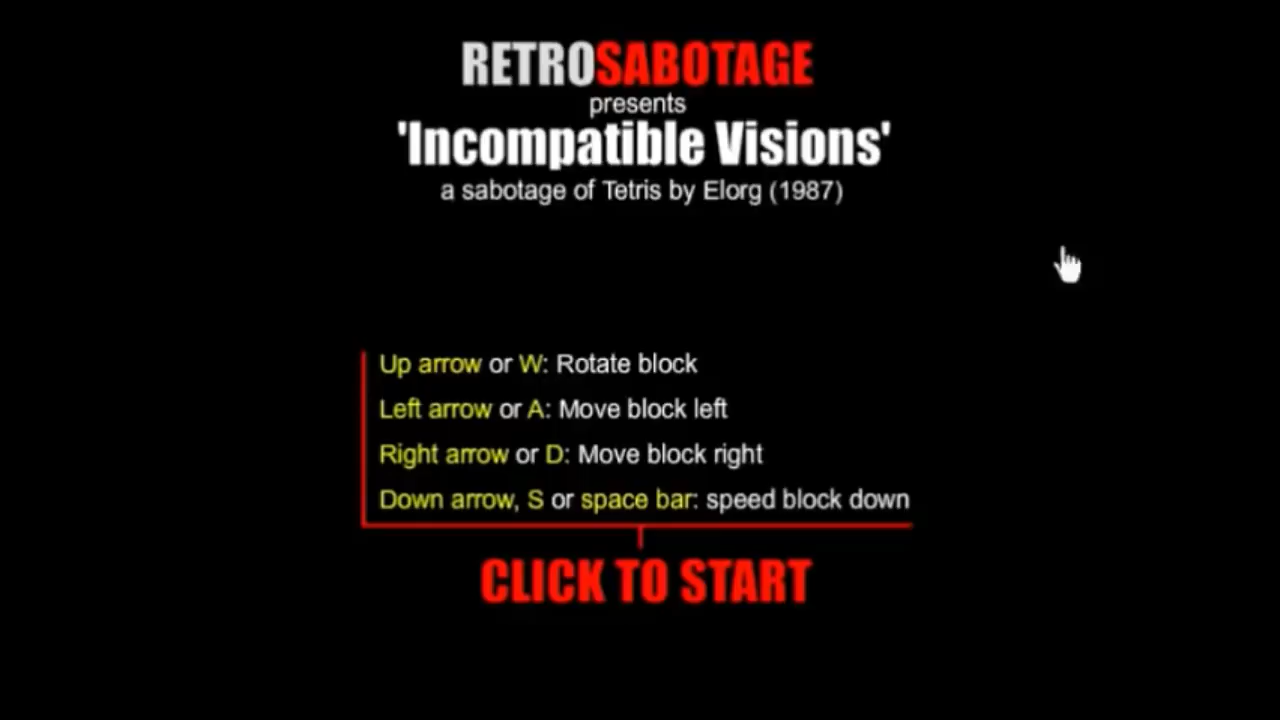 RETROSABOTAGE
presents
'Incompatible Visions'
a sabotage of Tetris by Elorg (1987)
Up arrow or W: Rotate block
Left arrow or A: Move block left
Right arrow or D: Move block right
Down arrow, S or space bar: speed block down
CLICK TO START